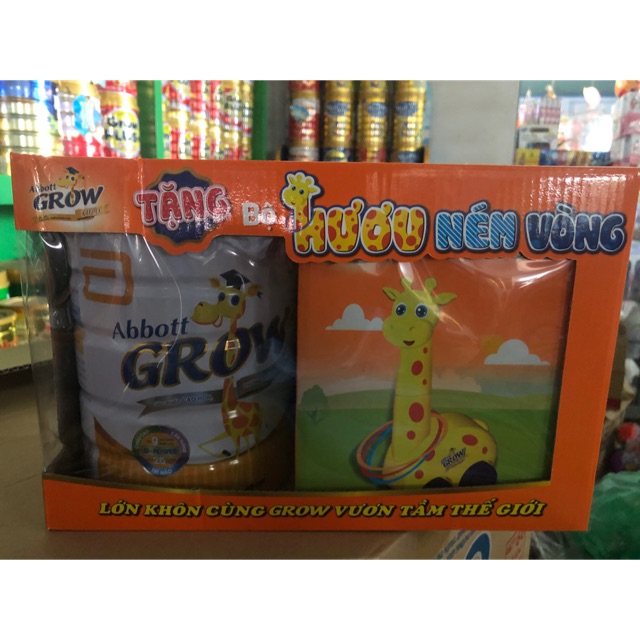 Abbott
GROW
TẶNG Bộ HƯƠU NÉM VÒNG
Abbott
GROW
GROW
LỚN KHÔN CÙNG GROW VƯƠN TẦM THẾ GIỚI